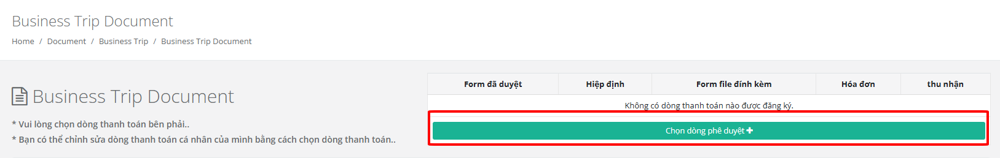 Business Trip Document
Home / Document / Business Trip / Business Trip Document
Business Trip Document
* Vui lòng chọn dòng thanh toán bên phải..
* Bạn có thể chỉnh sửa dòng thanh toán cá nhân của mình bằng cách chọn dòng thanh toán..
Form đã duyệt Hiệp định Form file đính kèm Hóa đơn thu nhận
Không có dòng thanh toán nào được đăng ký.
Chọn dòng phê duyệt +